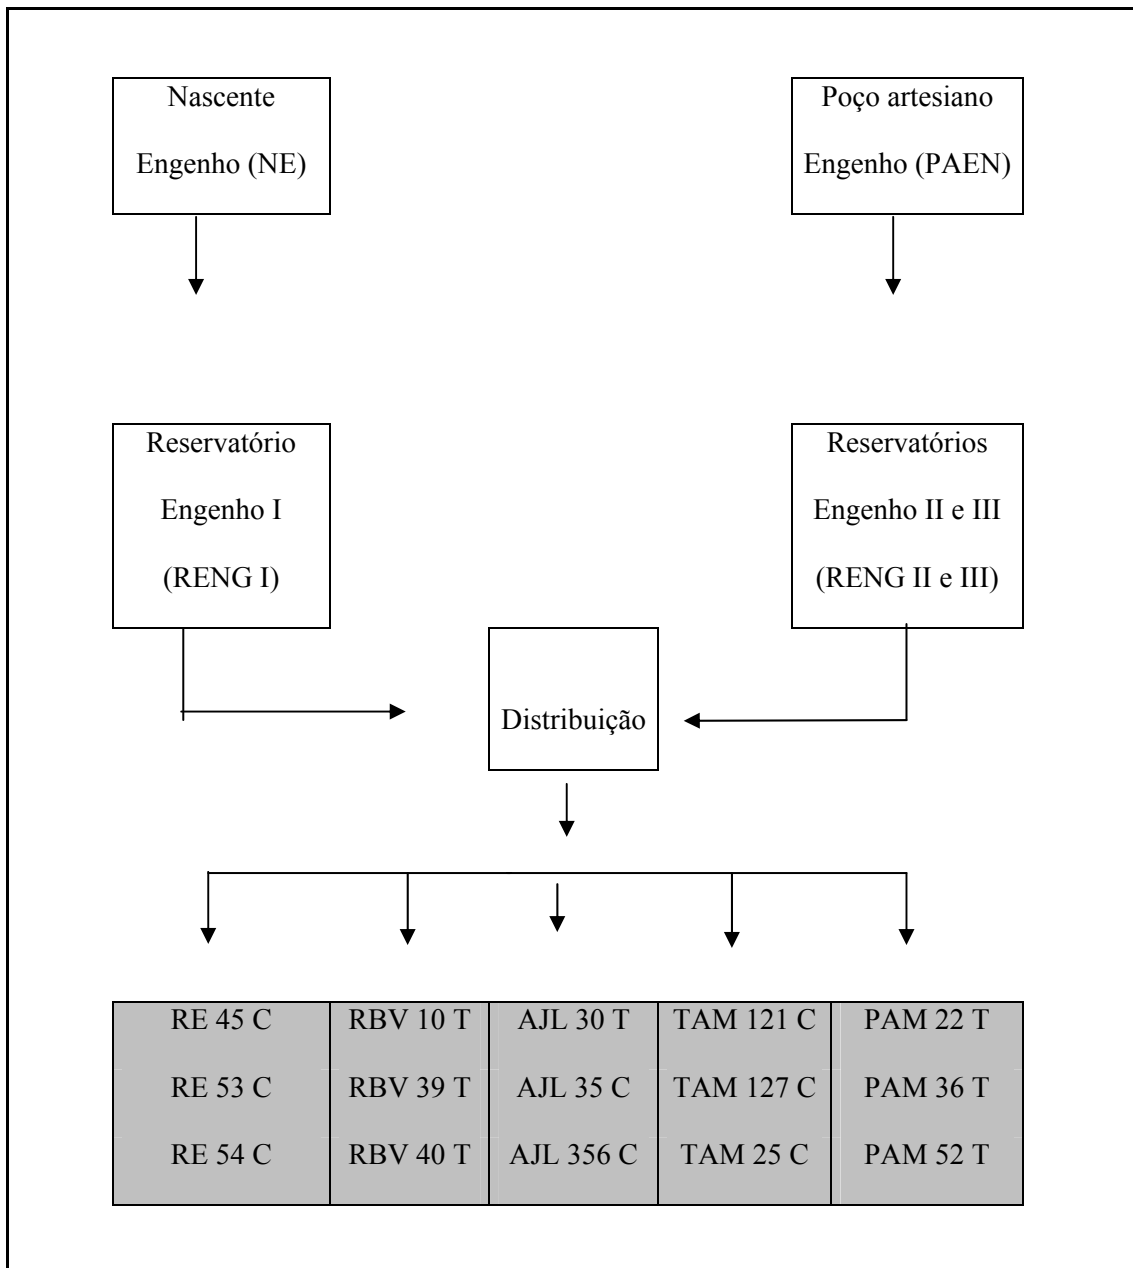 Nascente
Engenho (NE)
Poço artesiano
Engenho (PAEN)
Reservatório
Engenho I
(RENG I)
Reservatórios
Engenho II e III
(RENG II e III)
Distribuição
RE 45 C
RE 53 C
RE 54 C
RBV 10 T
RBV 39 T
RBV 40 T
AJL 30 T
AJL 35 C
AJL 356 C
TAM 121 C
TAM 127 C
TAM 25 C
PAM 22 T
PAM 36 T
PAM 52 T